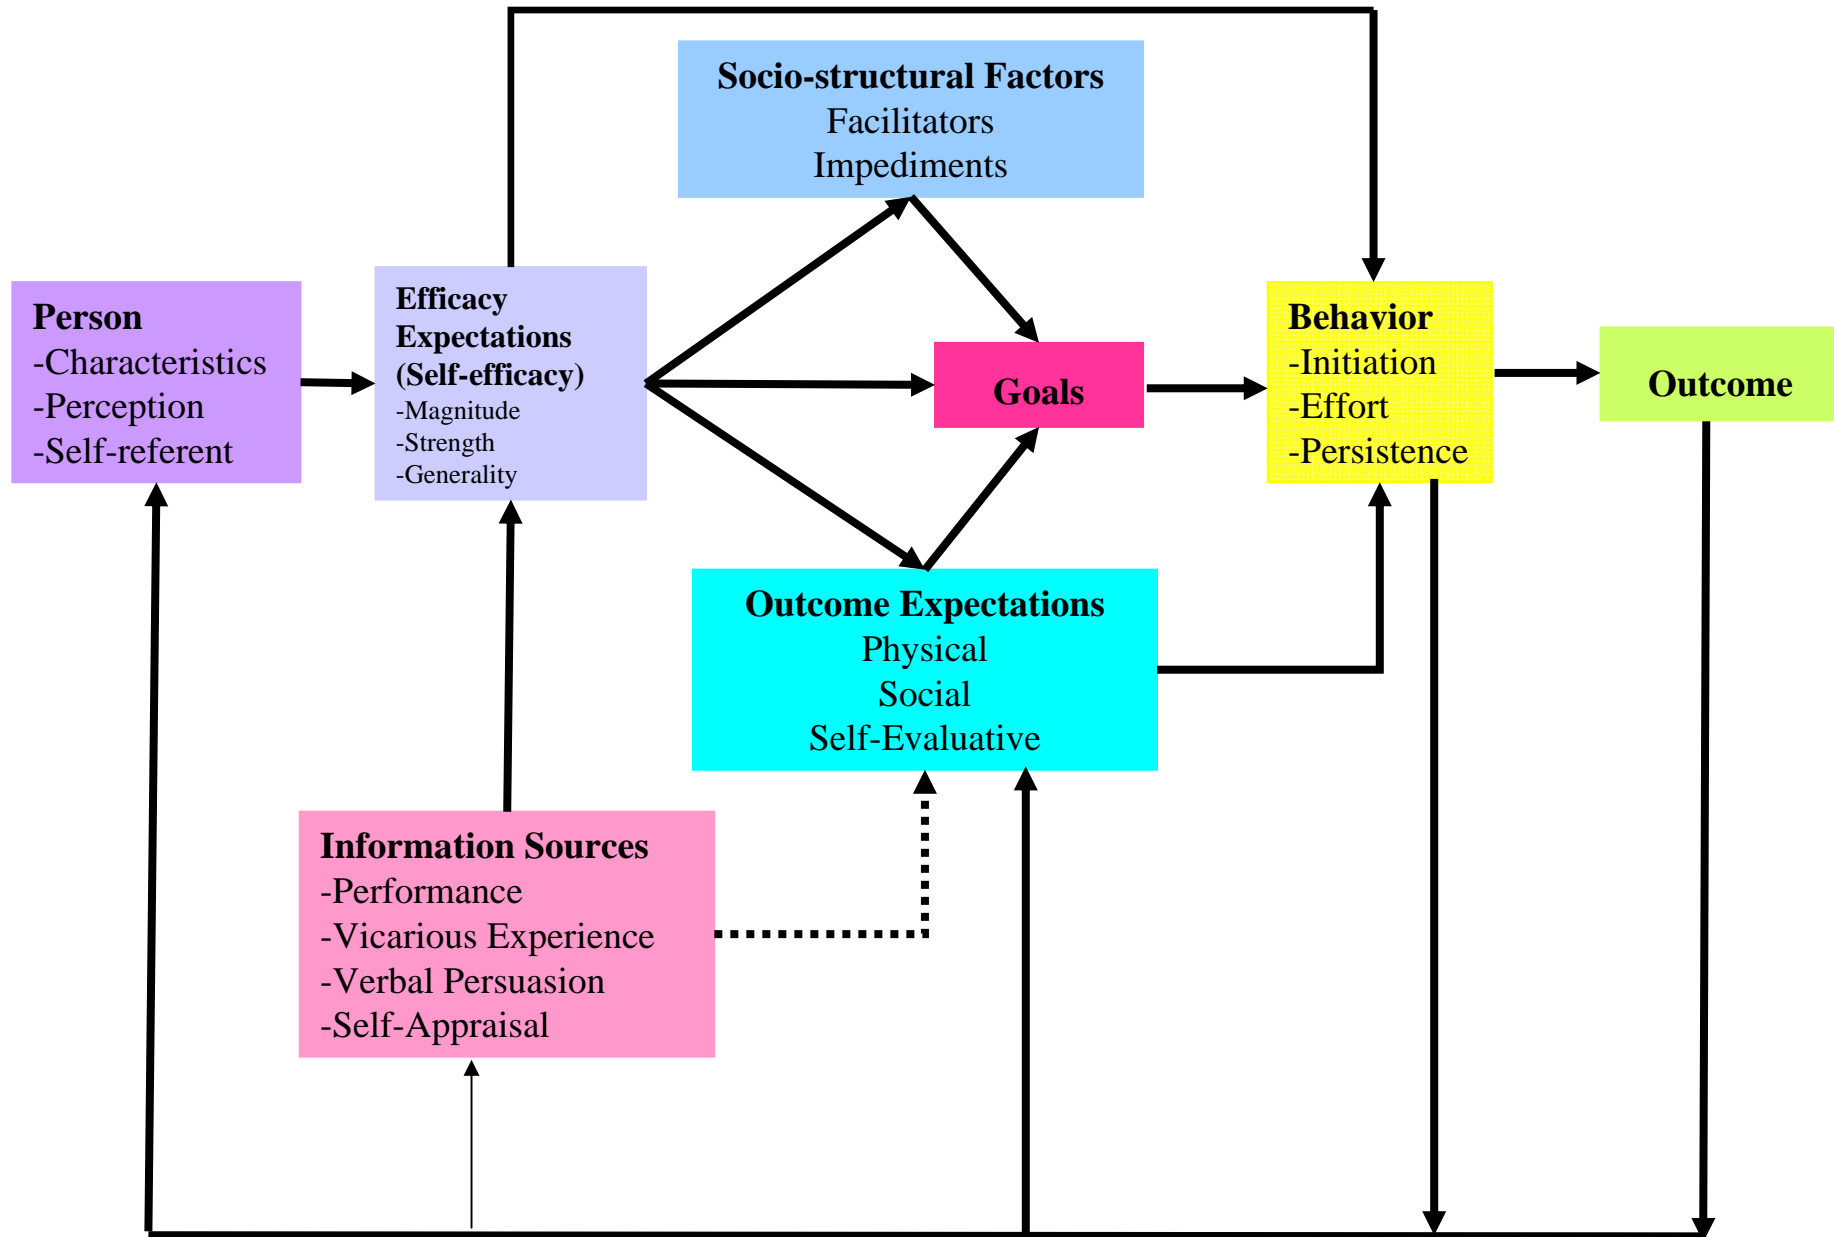 Socio-structural Factors
Facilitators
Impediments
Person
-Characteristics
-Perception
-Self-referent
Efficacy
Expectations
(Self-efficacy)
-Magnitude
-Strength
-Generality
Goals
Behavior
-Initiation
-Effort
-Persistence
Outcome
Outcome Expectations
Physical
Social
Self-Evaluative
Information Sources
-Performance
-Vicarious Experience
-Verbal Persuasion
-Self-Appraisal